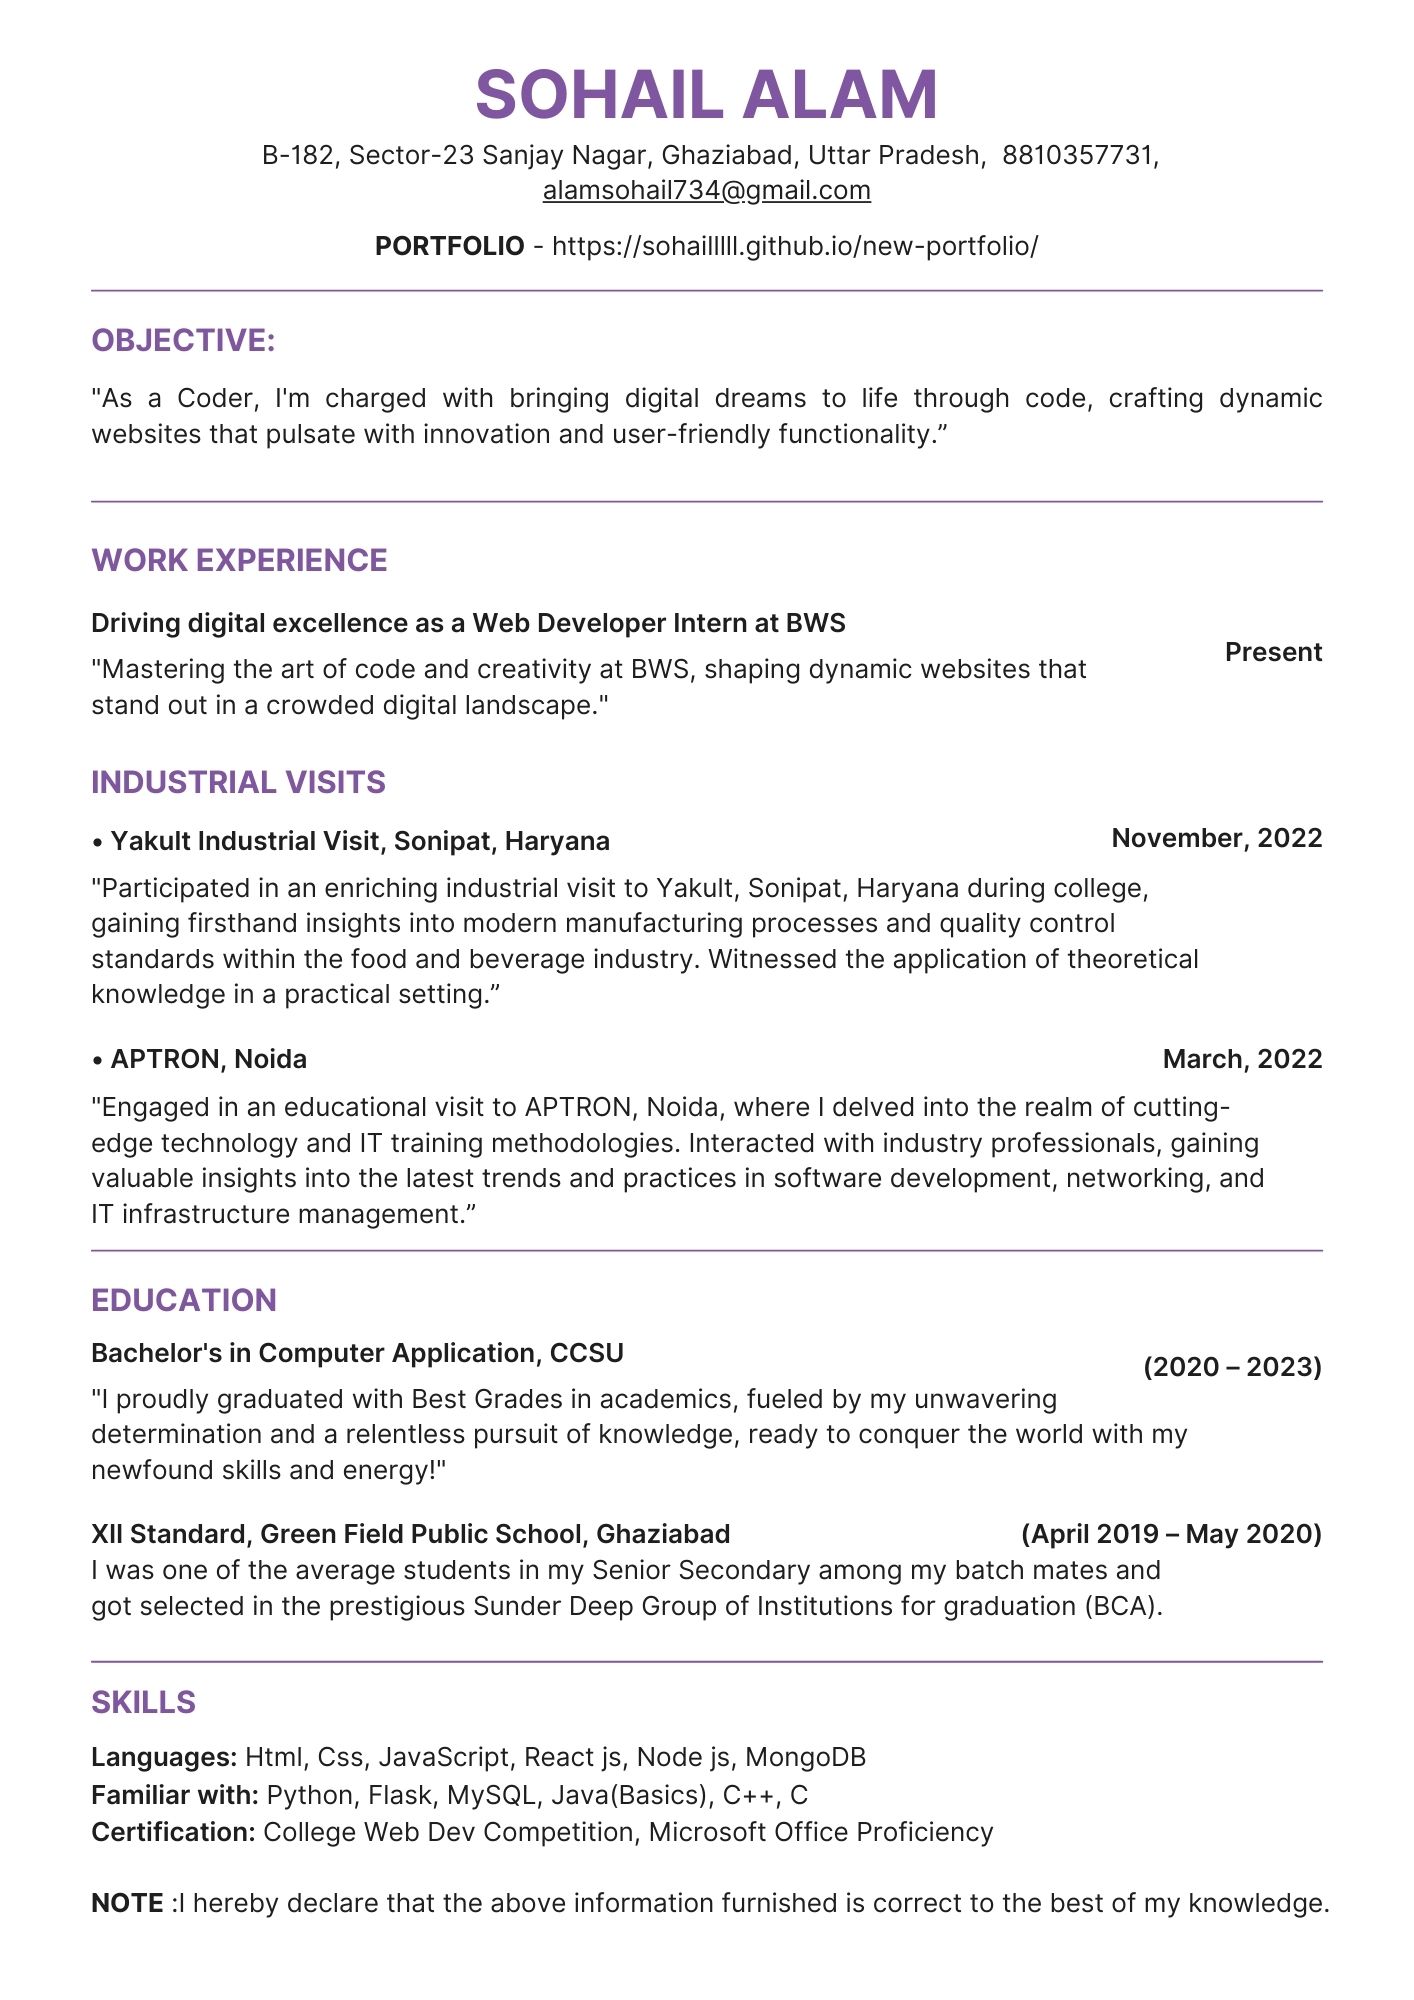 SOHAIL ALAM
B-182, Sector-23 Sanjay Nagar, Ghaziabad, Uttar Pradesh,  8810357731,
alamsohail734@gmail.com
PORTFOLIO - https://sohailllll.github.io/new-portfolio/
OBJECTIVE:
"As a Coder, I'm charged with bringing digital dreams to life through code, crafting dynamic
websites that pulsate with innovation and user-friendly functionality.”
WORK EXPERIENCE
Driving digital excellence as a Web Developer Intern at BWS
Present
"Mastering the art of code and creativity at BWS, shaping dynamic websites that
stand out in a crowded digital landscape."
INDUSTRIAL VISITS
• Yakult Industrial Visit, Sonipat, Haryana November, 2022
"Participated in an enriching industrial visit to Yakult, Sonipat, Haryana during college,
gaining firsthand insights into modern manufacturing processes and quality control
standards within the food and beverage industry. Witnessed the application of theoretical
knowledge in a practical setting.”
• APTRON, Noida March, 2022
"Engaged in an educational visit to APTRON, Noida, where I delved into the realm of cutting-
edge technology and IT training methodologies. Interacted with industry professionals, gaining
valuable insights into the latest trends and practices in software development, networking, and
IT infrastructure management.”
EDUCATION
Bachelor's in Computer Application, CCSU
(2020 – 2023)
"I proudly graduated with Best Grades in academics, fueled by my unwavering
determination and a relentless pursuit of knowledge, ready to conquer the world with my
newfound skills and energy!"
XII Standard, Green Field Public School, Ghaziabad (April 2019 – May 2020)
I was one of the average students in my Senior Secondary among my batch mates and
got selected in the prestigious Sunder Deep Group of Institutions for graduation (BCA).
SKILLS
Languages: Html, Css, JavaScript, React js, Node js, MongoDB
Familiar with: Python, Flask, MySQL, Java(Basics), C++, C
Certification: College Web Dev Competition, Microsoft Office Proficiency
NOTE :I hereby declare that the above information furnished is correct to the best of my knowledge.